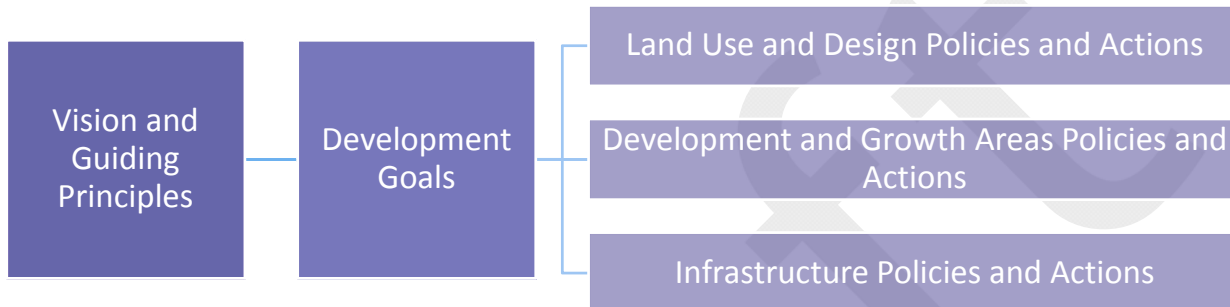 Vision and
Guiding
Principles
Development
Goals
Land Use and Design Policies and Actions
Development and Growth Areas Policies and
Actions
Infrastructure Policies and Actions